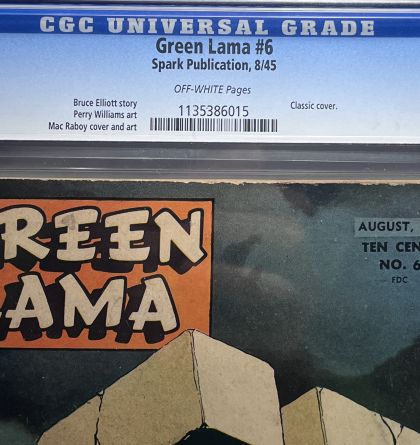 CGC UNIVERSAL GRADE
Green Lama #6
Spark Publication, 8/45
OFF-WHITE Pages
Bruce Elliott story
Perry Williams art
Mac Raboy cover and art
1135386015
Classic cover.
REEN
LAMA
AUGUST,
TEN CEN
NO. 6
FDC